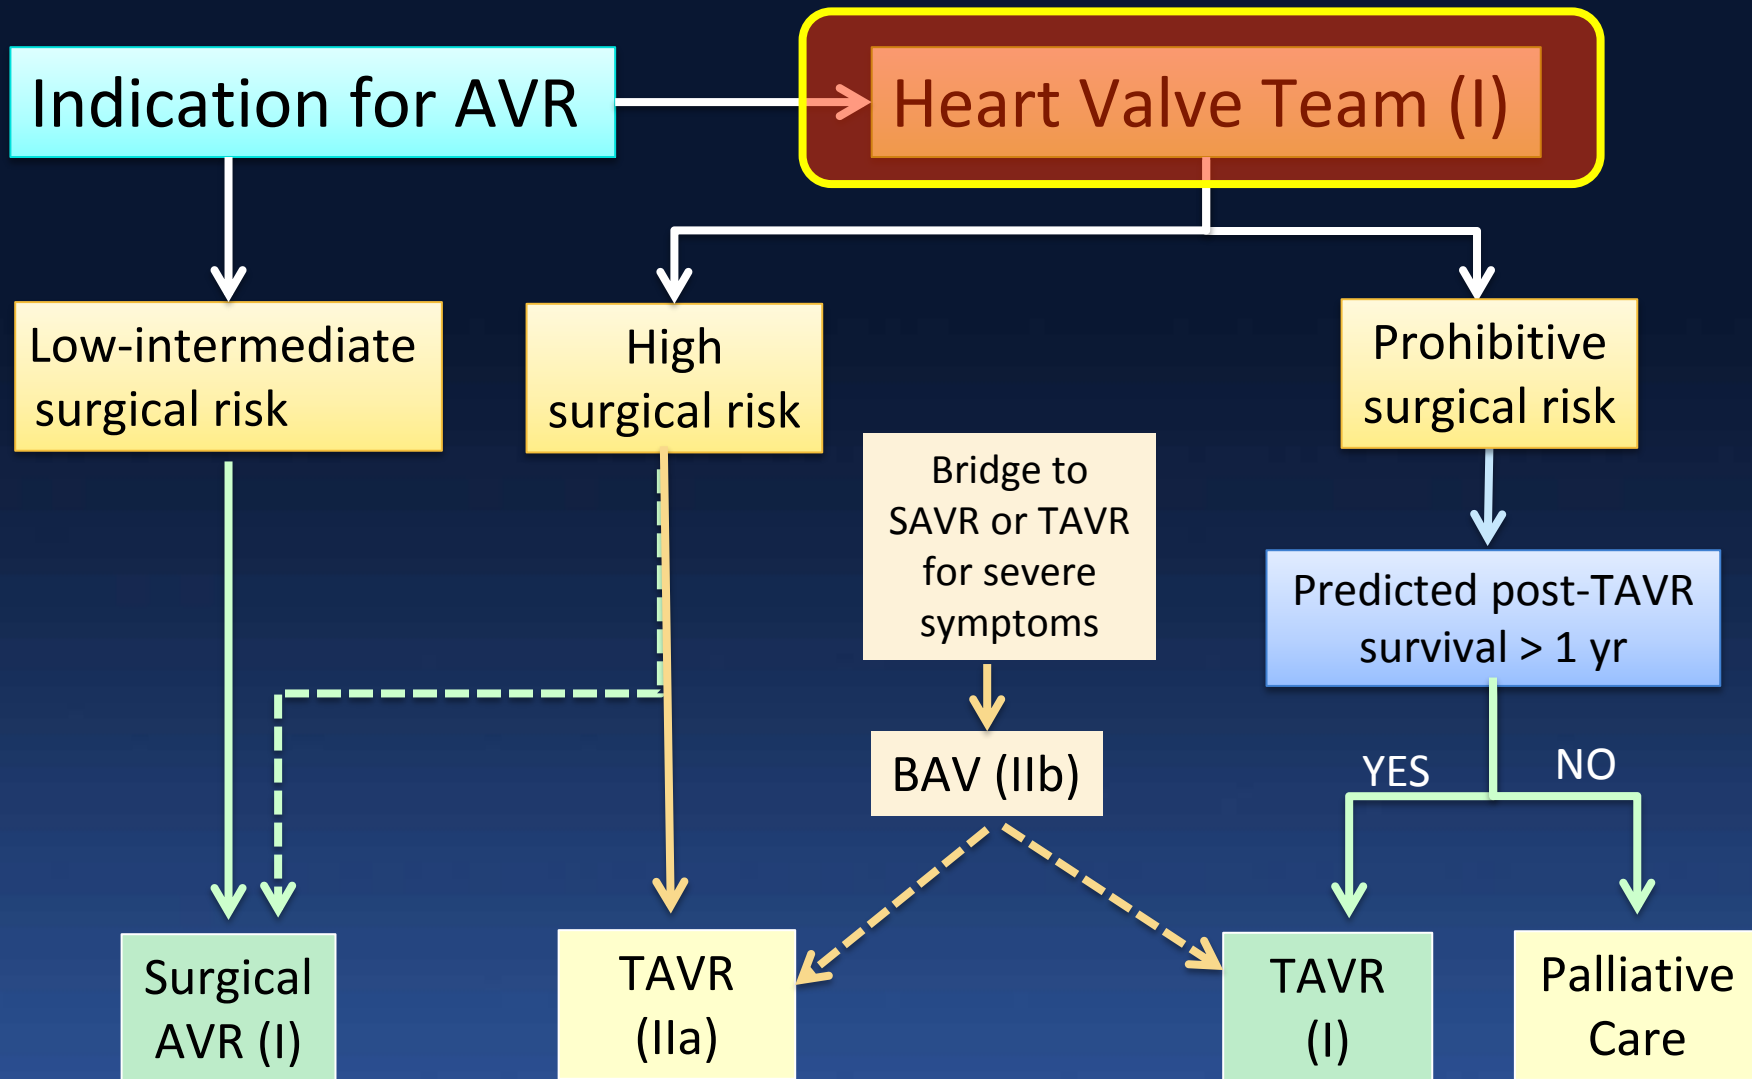 Indication for AVR
Heart Valve Team (I)
Low-intermediate
surgical risk
High
surgical risk
Prohibitive
surgical risk
Bridge to
SAVR or TAVR
for severe
symptoms
Predicted post-TAVR
survival > 1 yr
BAV (IIb)
YES
NO
Surgical
AVR (I)
TAVR
(IIa)
TAVR
(I)
Palliative
Care